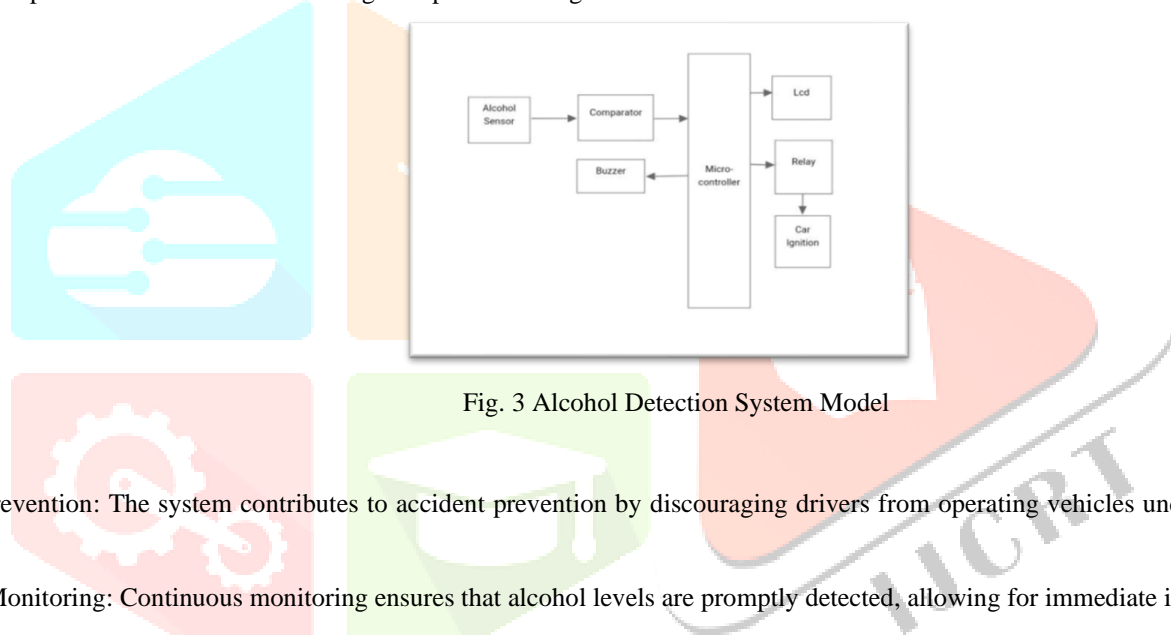 Alcohol
Sensor
Comparator
Buzzer
Micro-
controller
Lcd
Relay
Car
Ignition
Fig. 3 Alcohol Detection System Model
revention: The system contributes to accident prevention by discouraging drivers from operating vehicles
Monitoring: Continuous monitoring ensures that alcohol levels are promptly detected, allowing for immediate
IJCRT